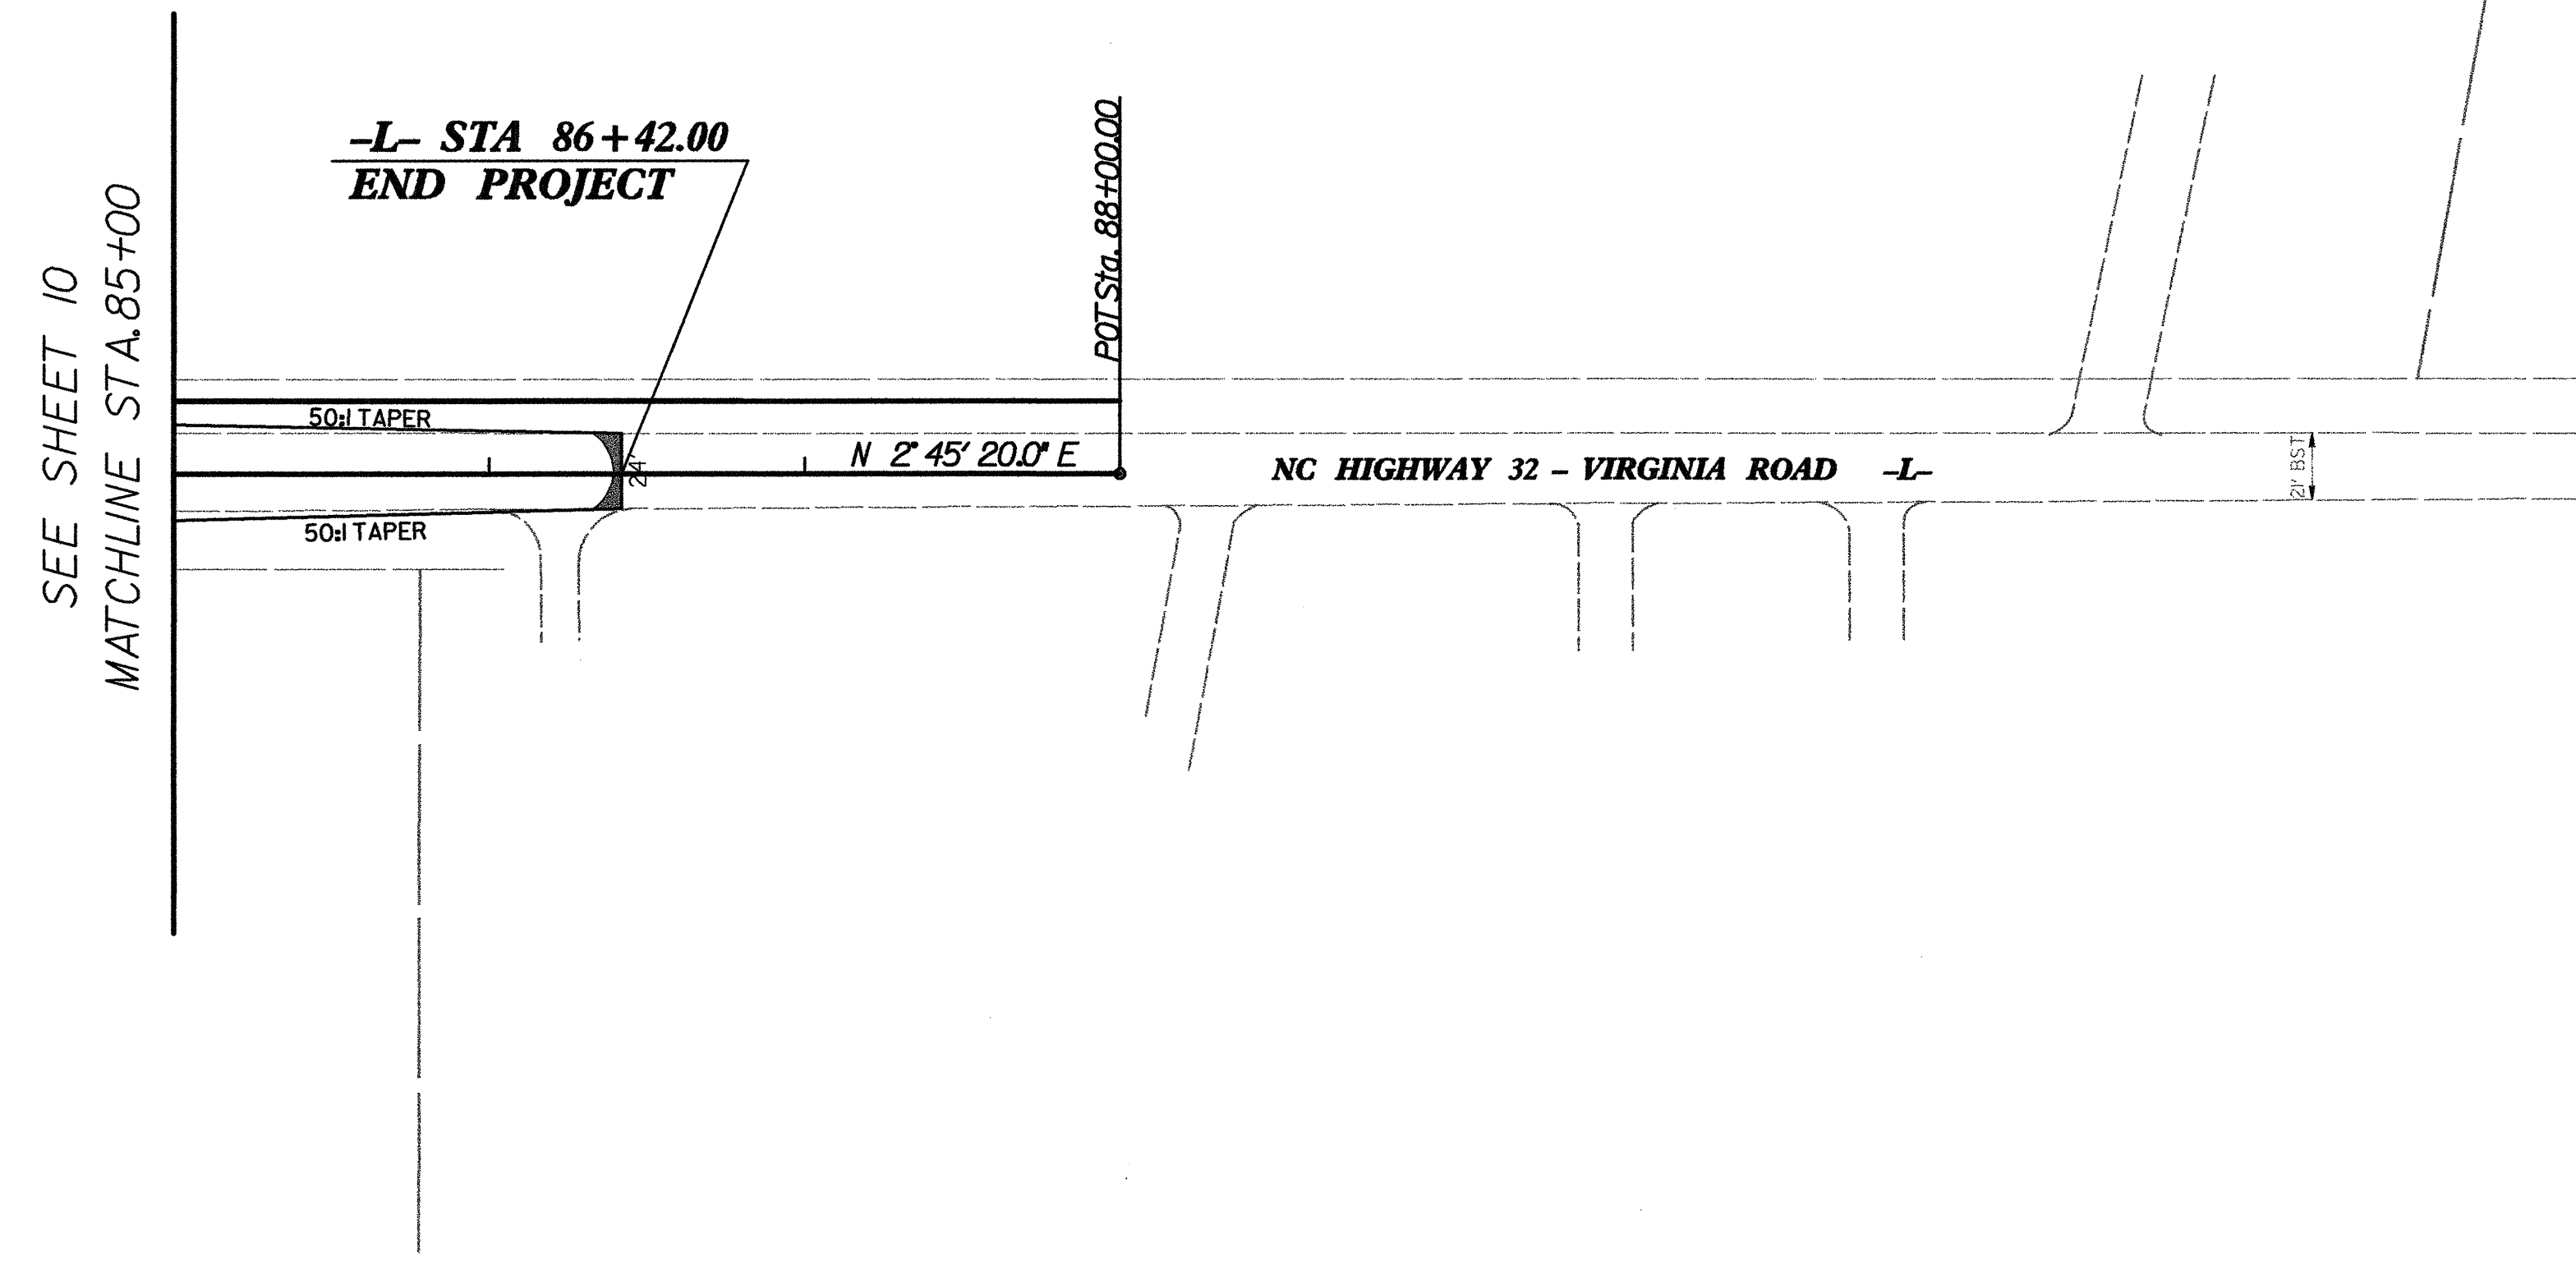 SEE SHEET 10
MATCHLINE STA.85+00
-L- STA 86+42.00
END PROJECT
POT Sta. 88+00.00
50:1 TAPER
N 2° 45' 20.0" E
24'
NC HIGHWAY 32 - VIRGINIA ROAD -L-
21' BST
50:1 TAPER